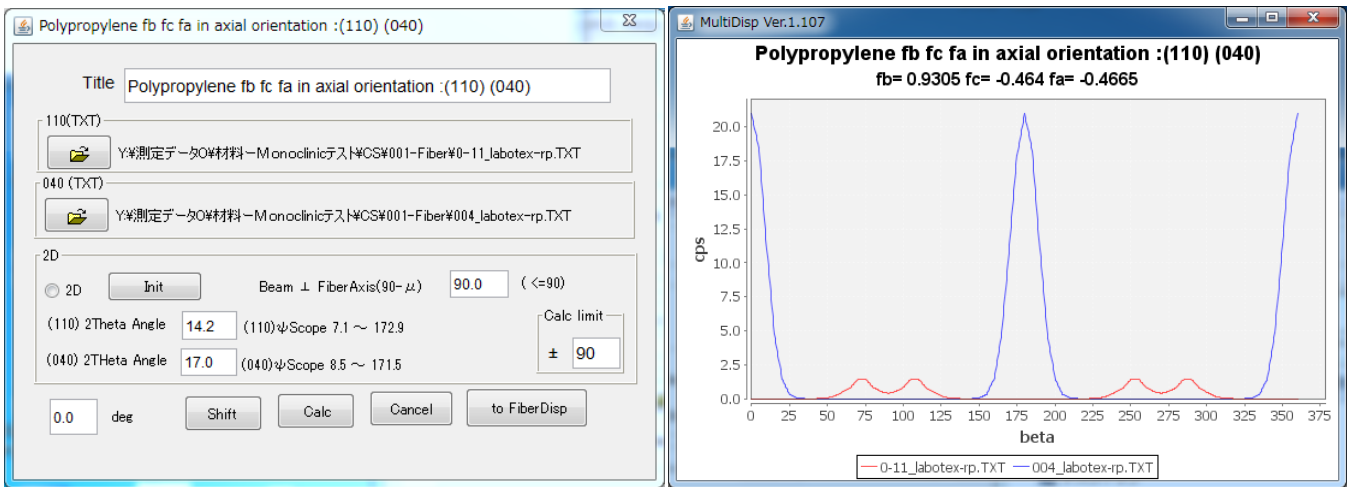 Polypropylene fb fc fa in axial orientation :(110) (040)
Title Polypropylene fb fc fa in axial orientation :(110) (040)
110(TXT)
Y:¥測定データO¥材料ーMonoclinicテスト¥CS¥001-Fiber¥0-11_labotex-rp.TXT
040 (TXT)
Y:¥測定データO¥材料ーMonoclinicテスト¥CS¥001-Fiber¥004_labotex-rp.TXT
2D
2D Init Beam ⊥ FiberAxis(90-μ) 90.0 (<=90)
(110) 2Theta Angle 14.2 (110)ψScope 7.1 ～ 172.9
Calc limit
± 90
(040) 2THeta Angle 17.0 (040)ψScope 8.5 ～ 171.5
0.0 deg Shift Calc Cancel to FiberDisp
MultiDisp Ver.1.107
Polypropylene fb fc fa in axial orientation :(110) (040)
fb= 0.9305 fc= -0.464 fa= -0.4665
cps
20.0
17.5
15.0
12.5
10.0
7.5
5.0
2.5
0.0
0 25 50 75 100 125 150 175 200 225 250 275 300 325 350 375
beta
0-11_labotex-rp.TXT 004_labotex-rp.TXT